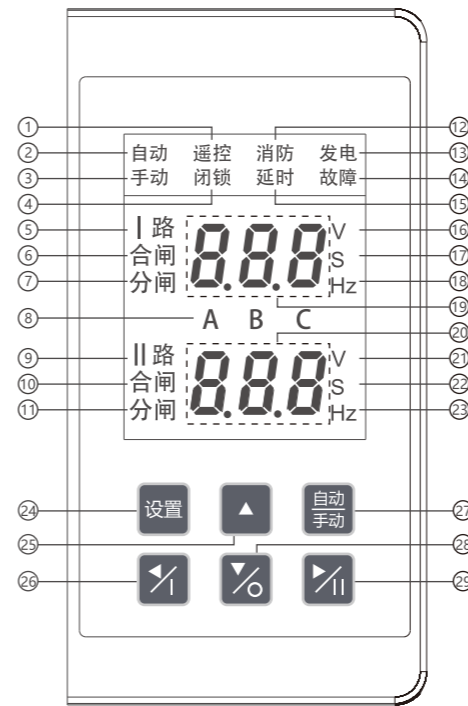 ① ⑫
② 自动 遥控 消防 发电 ⑬
③ 手动 闭锁 延时 故障 ⑭
④ ⑮
⑤ Ⅰ路 8.8.8 V ⑯
⑥ 合闸 S ⑰
⑦ 分闸 Hz ⑱
⑲
⑧ A B C
⑳
⑨ Ⅱ路 8.8.8 V ㉑
⑩ 合闸 S ㉒
⑪ 分闸 Hz ㉓
㉔ 设置 ▲ 自动/手动 ㉗
㉕ ㉘
㉖ ◀/I ▼/O ▶/II ㉙